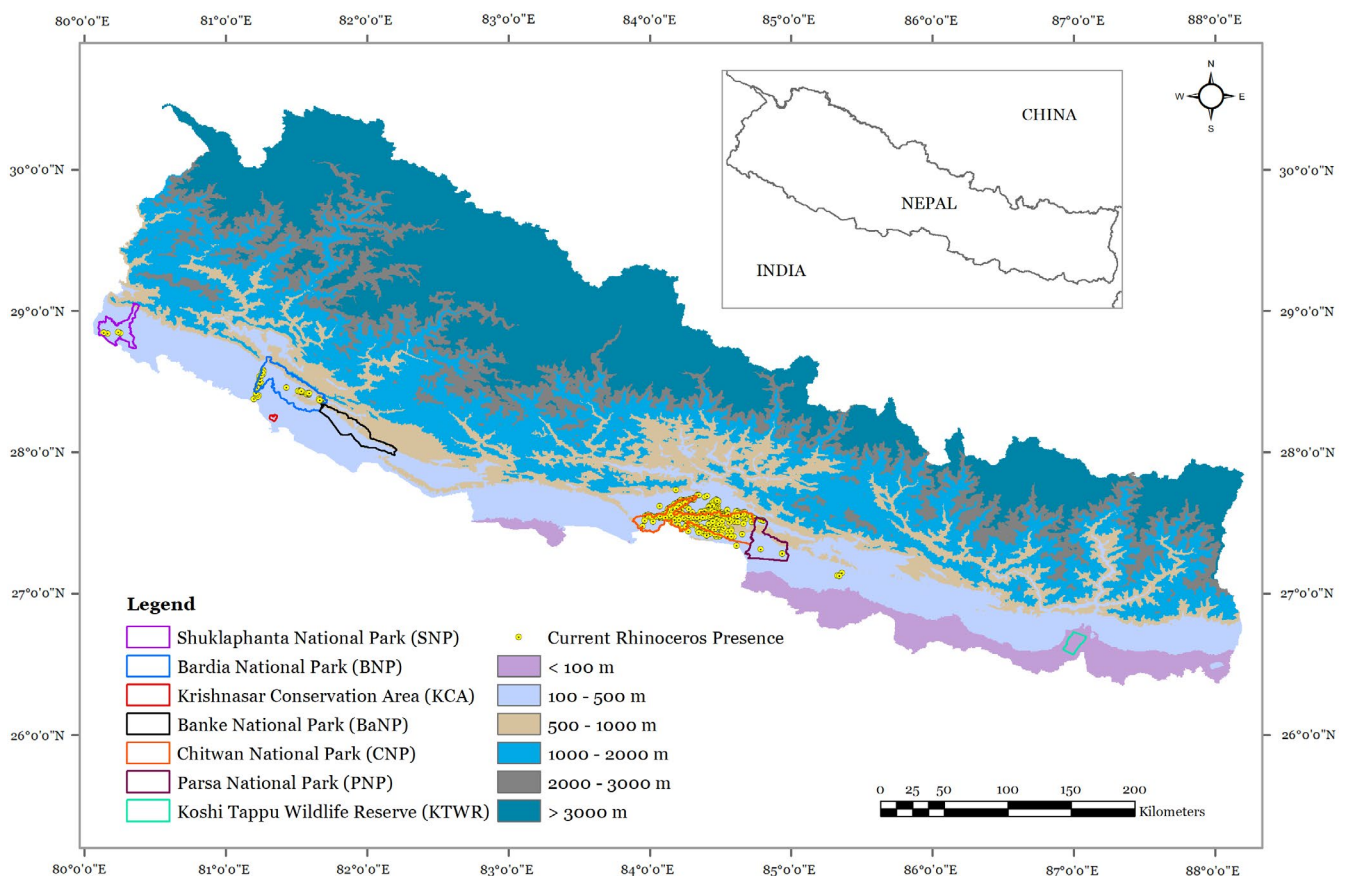 80°0'0"E 81°0'0"E 82°0'0"E 83°0'0"E 84°0'0"E 85°0'0"E 86°0'0"E 87°0'0"E 88°0'0"E
N
W E
S
CHINA
NEPAL
INDIA
30°0'0"N 30°0'0"N
29°0'0"N 29°0'0"N
28°0'0"N 28°0'0"N
27°0'0"N 27°0'0"N
26°0'0"N 26°0'0"N
Legend
Shuklaphanta National Park (SNP)
Bardia National Park (BNP)
Krishnasar Conservation Area (KCA)
Banke National Park (BaNP)
Chitwan National Park (CNP)
Parsa National Park (PNP)
Koshi Tappu Wildlife Reserve (KTWR)
Current Rhinoceros Presence
< 100 m
100 - 500 m
500 - 1000 m
1000 - 2000 m
2000 - 3000 m
> 3000 m
0 25 50 100 150 200
Kilometers
80°0'0"E 81°0'0"E 82°0'0"E 83°0'0"E 84°0'0"E 85°0'0"E 86°0'0"E 87°0'0"E 88°0'0"E